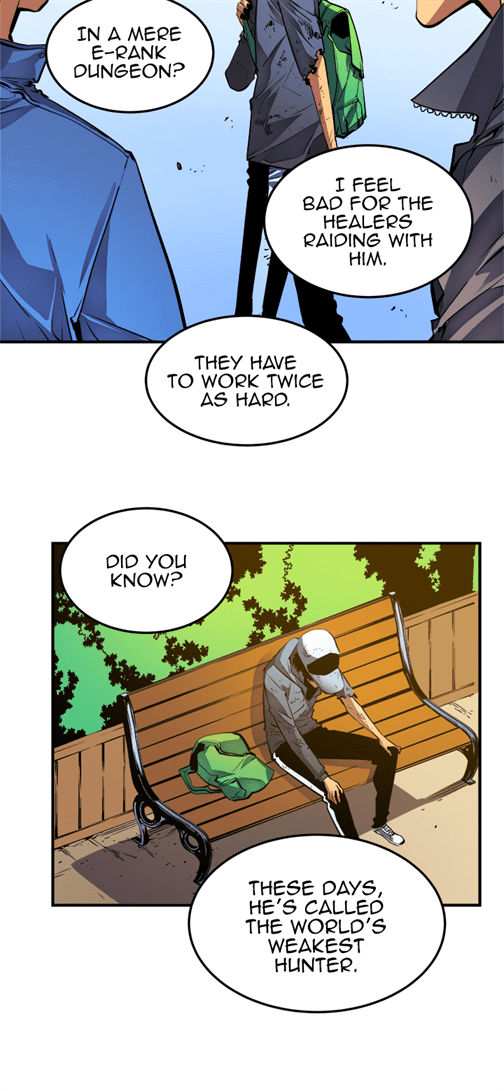 IN A MERE
E-RANK
DUNGEON?
I FEEL
BAD FOR THE
HEALERS
RAIDING WITH
HIM.
THEY HAVE
TO WORK TWICE
AS HARD.
DID YOU
KNOW?
THESE DAYS,
HE'S CALLED
THE WORLD'S
WEAKEST
HUNTER.